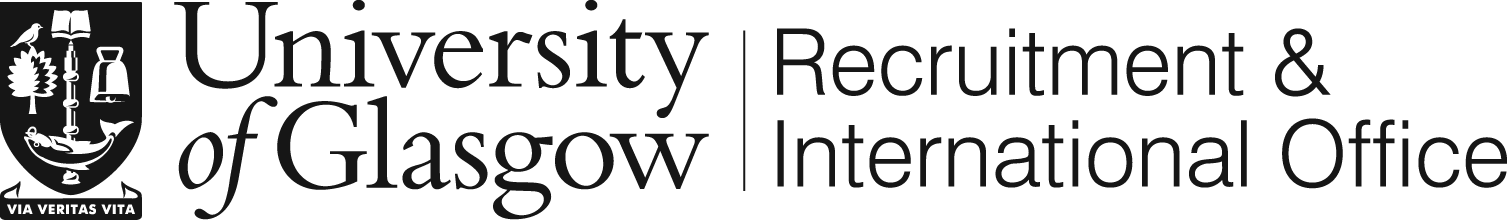 University
of Glasgow
Recruitment &
International Office
VIA VERITAS VITA